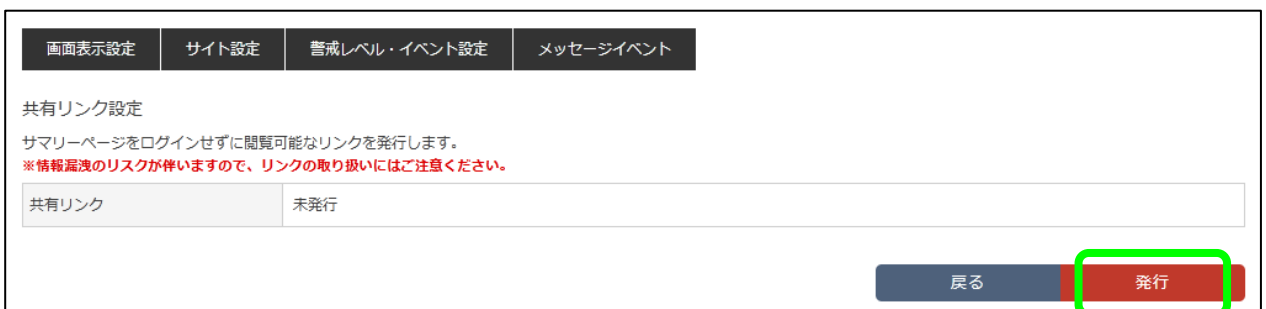 画面表示設定 サイト設定 警戒レベル・イベント設定 メッセージイベント
共有リンク設定
サマリーページをログインせずに閲覧可能なリンクを発行します。
※情報漏洩のリスクが伴いますので、リンクの取り扱いにはご注意ください。
共有リンク 未発行
戻る 発行